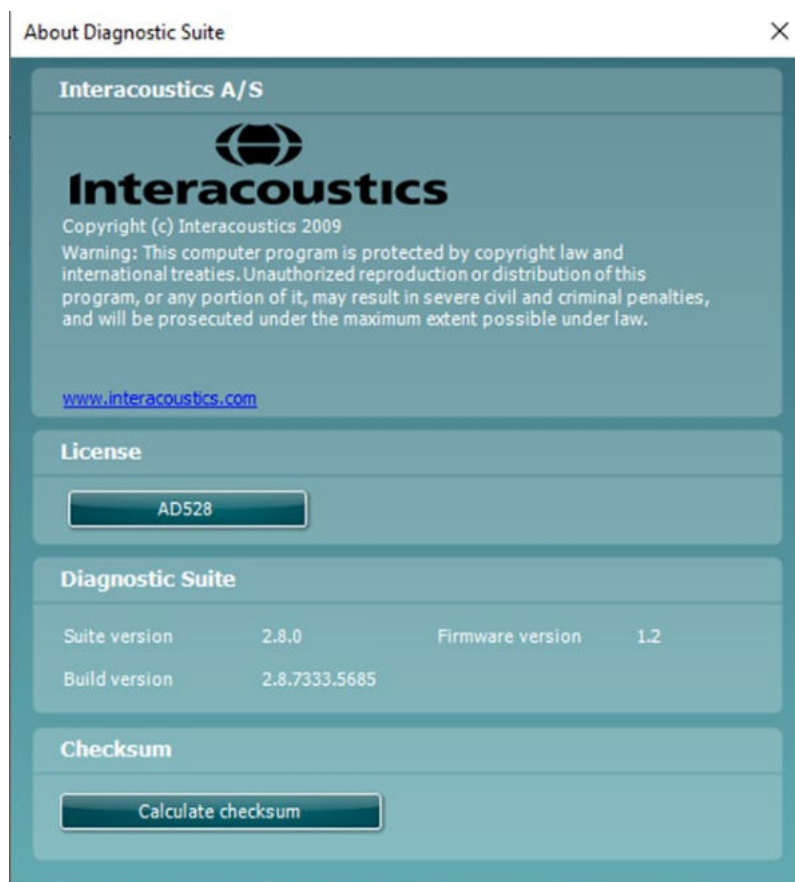 About Diagnostic Suite
Interacoustics A/S
Interacoustics
Copyright (c) Interacoustics 2009
Warning: This computer program is protected by copyright law and
international treaties. Unauthorized reproduction or distribution of this
program, or any portion of it, may result in severe civil and criminal penalties,
and will be prosecuted under the maximum extent possible under law.
www.interacoustics.com
License
AD528
Diagnostic Suite
Suite version 2.8.0 Firmware version 1.2
Build version 2.8.7333.5685
Checksum
Calculate checksum